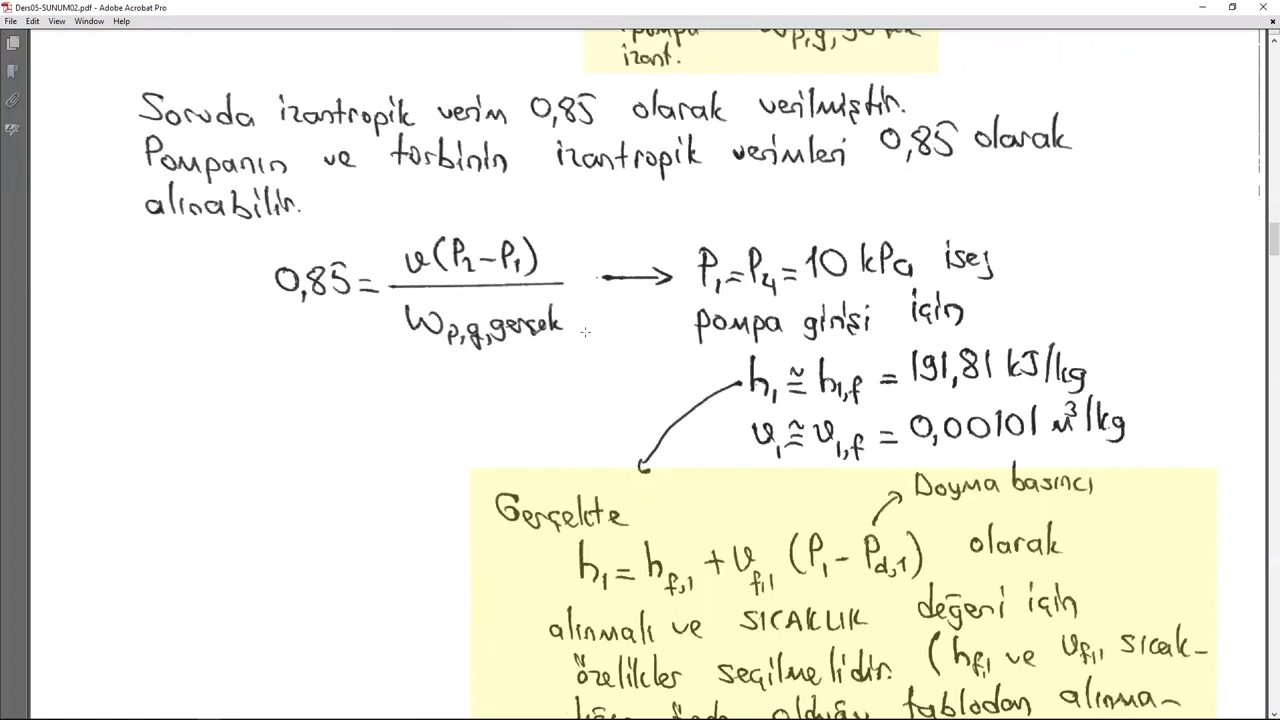 Ders05-SUNUM02.pdf - Adobe Acrobat Pro
File Edit View Window Help
izant.
Soruda izantropik verim 0,85 olarak verilmiştir.
Pompanın ve türbinin izantropik verimleri 0,85 olarak
alınabilir.
0,85 = v(P2-P1) / Wp,g,gerçek → P1=P4=10 kPa ise;
pompa girişi için
h1 ≅ h1,f = 191,81 kJ/kg
v1 ≅ v1,f = 0,00101 m³/kg
Doyma basıncı
Gerçekte
h1 = hf,1 + vf,1 (P1 - Pd,1) olarak
alınmalı ve SICAKLIK değeri için
özelikler seçilmelidir. (hf,1 ve vf,1 sıcak-
tablodan alınma-